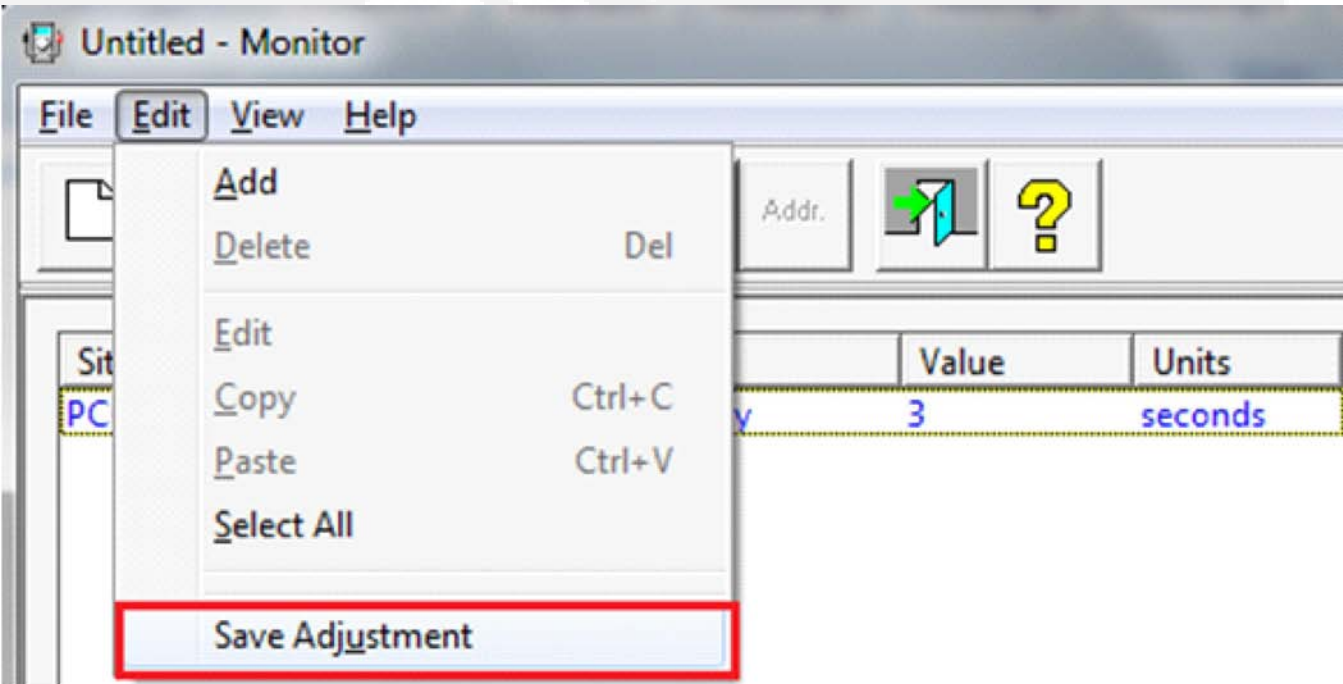 Untitled - Monitor
File Edit View Help
Add
Delete Del
Addr.
Edit
Copy Ctrl+C
Paste Ctrl+V
Select All
Save Adjustment
Value Units
3 seconds